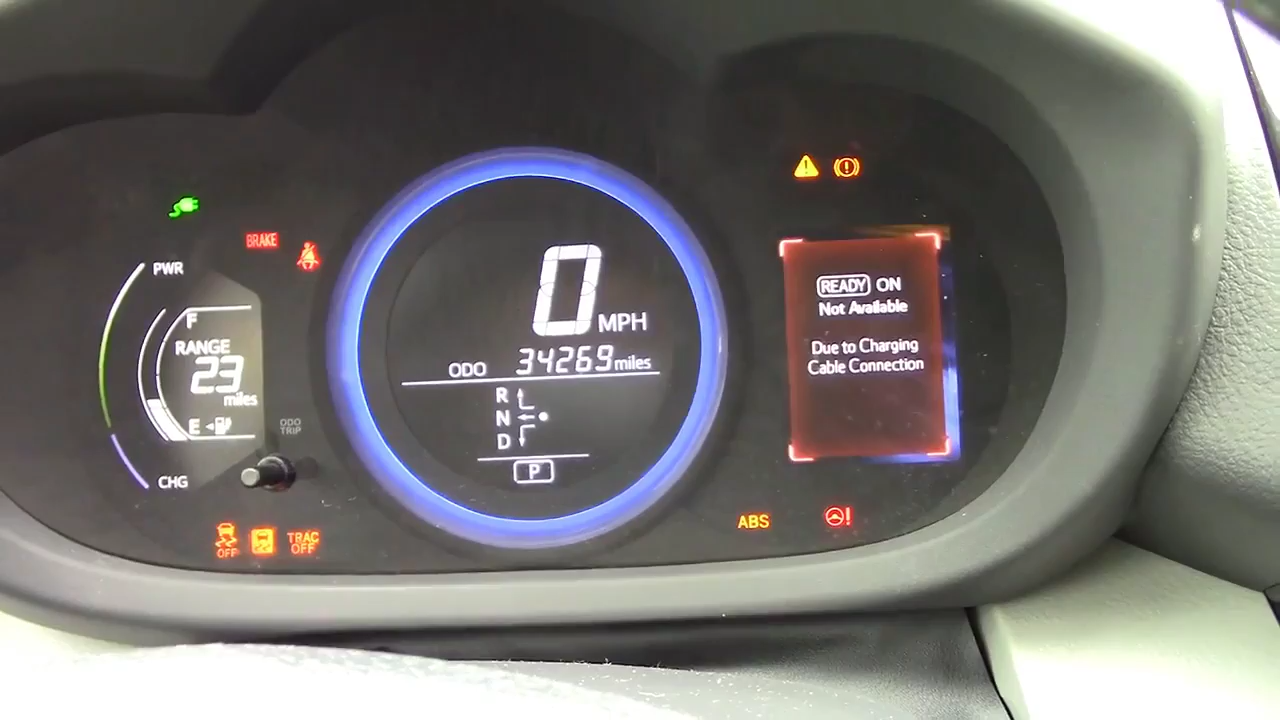 BRAKE
PWR
F
RANGE
23
miles
E
ODO
TRIP
CHG
OFF
TRAC
OFF
0 MPH
ODO 34269 miles
R
N
D
P
READY ON
Not Available
Due to Charging
Cable Connection
ABS